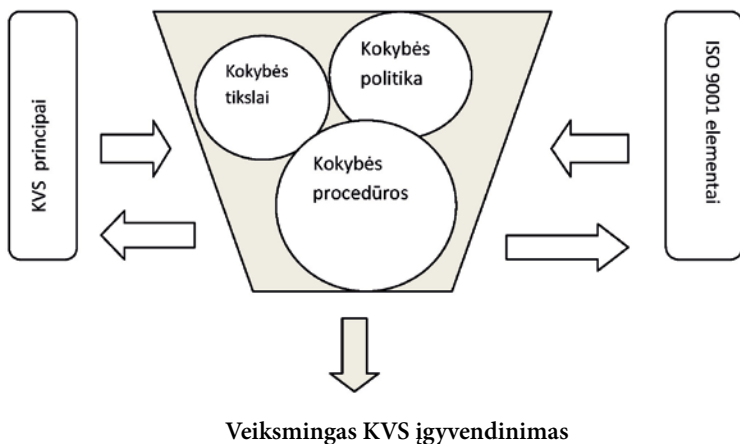 KVS principai
Kokybės
tikslai
Kokybės
politika
Kokybės
procedūros
ISO 9001 elementai
Veiksmingas KVS įgyvendinimas